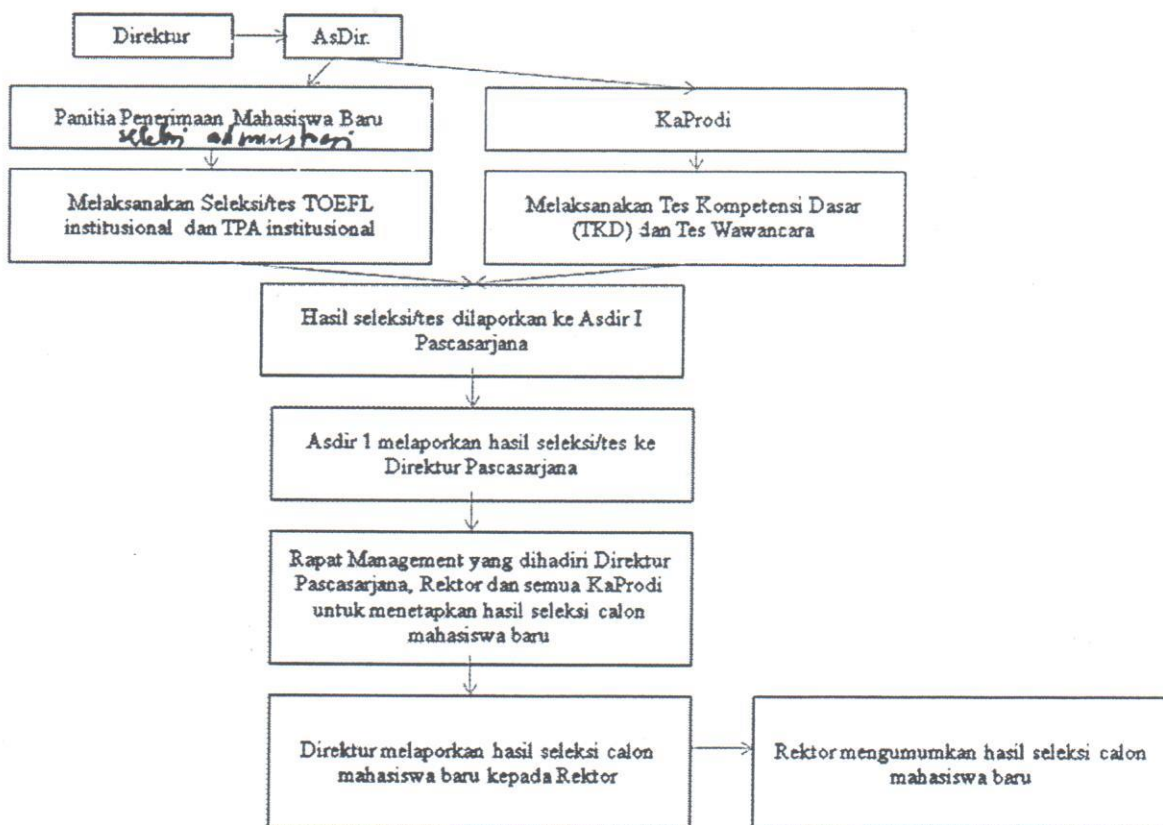 Direktur
AsDir.
Panitia Penerimaan Mahasiswa Baru
seleksi administrasi
KaProdi
Melaksanakan Seleksi/tes TOEFL
institusional dan TPA institusional
Melaksanakan Tes Kompetensi Dasar
(TKD) dan Tes Wawancara
Hasil seleksi/tes dilaporkan ke Asdir I
Pascasarjana
Asdir 1 melaporkan hasil seleksi/tes ke
Direktur Pascasarjana
Rapat Management yang dihadiri Direktur
Pascasarjana, Rektor dan semua KaProdi
untuk menetapkan hasil seleksi calon
mahasiswa baru
Direktur melaporkan hasil seleksi calon
mahasiswa baru kepada Rektor
Rektor mengumumkan hasil seleksi calon
mahasiswa baru